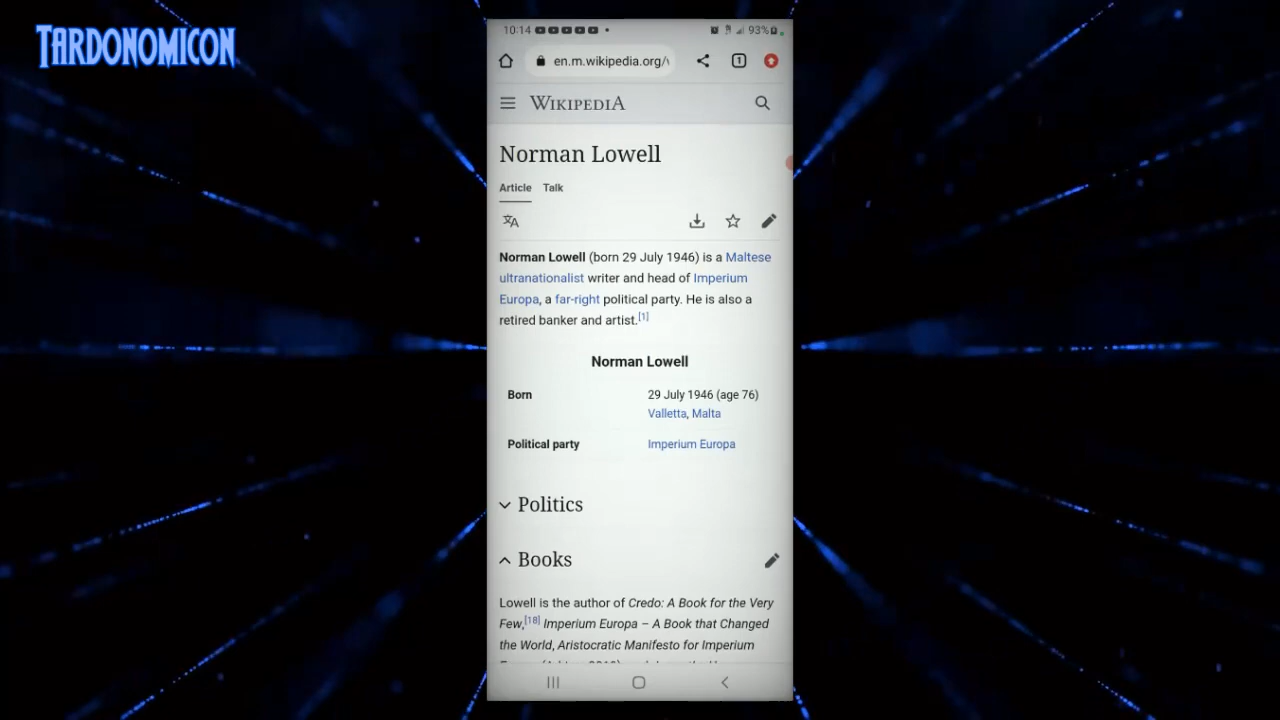 TARDONOMICON
10:14
93%
en.m.wikipedia.org/
1
WIKIPEDIA
Norman Lowell
Article Talk
Norman Lowell (born 29 July 1946) is a Maltese
ultranationalist writer and head of Imperium
Europa, a far-right political party. He is also a
retired banker and artist.[1]
Norman Lowell
Born 29 July 1946 (age 76)
Valletta, Malta
Political party Imperium Europa
Politics
Books
Lowell is the author of Credo: A Book for the Very
Few,[18] Imperium Europa – A Book that Changed
the World, Aristocratic Manifesto for Imperium